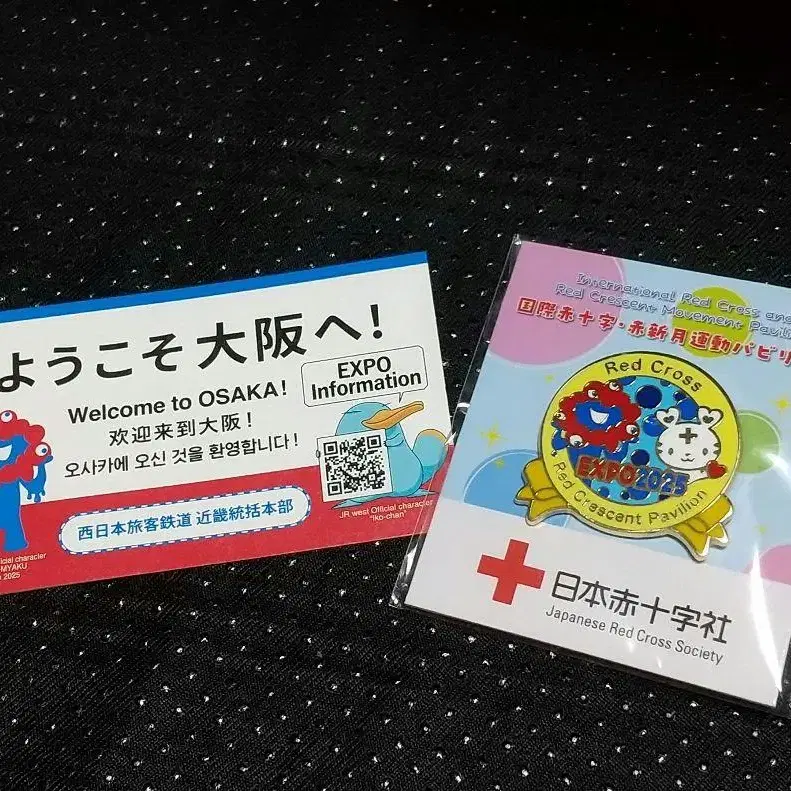 ようこそ大阪へ!
Welcome to OSAKA!
欢迎来到大阪!
오사카에 오신 것을 환영합니다!
EXPO
Information
西日本旅客鉄道 近畿統括本部
JR west Official character
"Iko-chan"
character
MYAKU
2025
International Red Cross and
Red Crescent Movement
国際赤十字・赤新月運動パビリ
Red Cross
EXPO2025
Red Crescent Pavilion
日本赤十字社
Japanese Red Cross Society